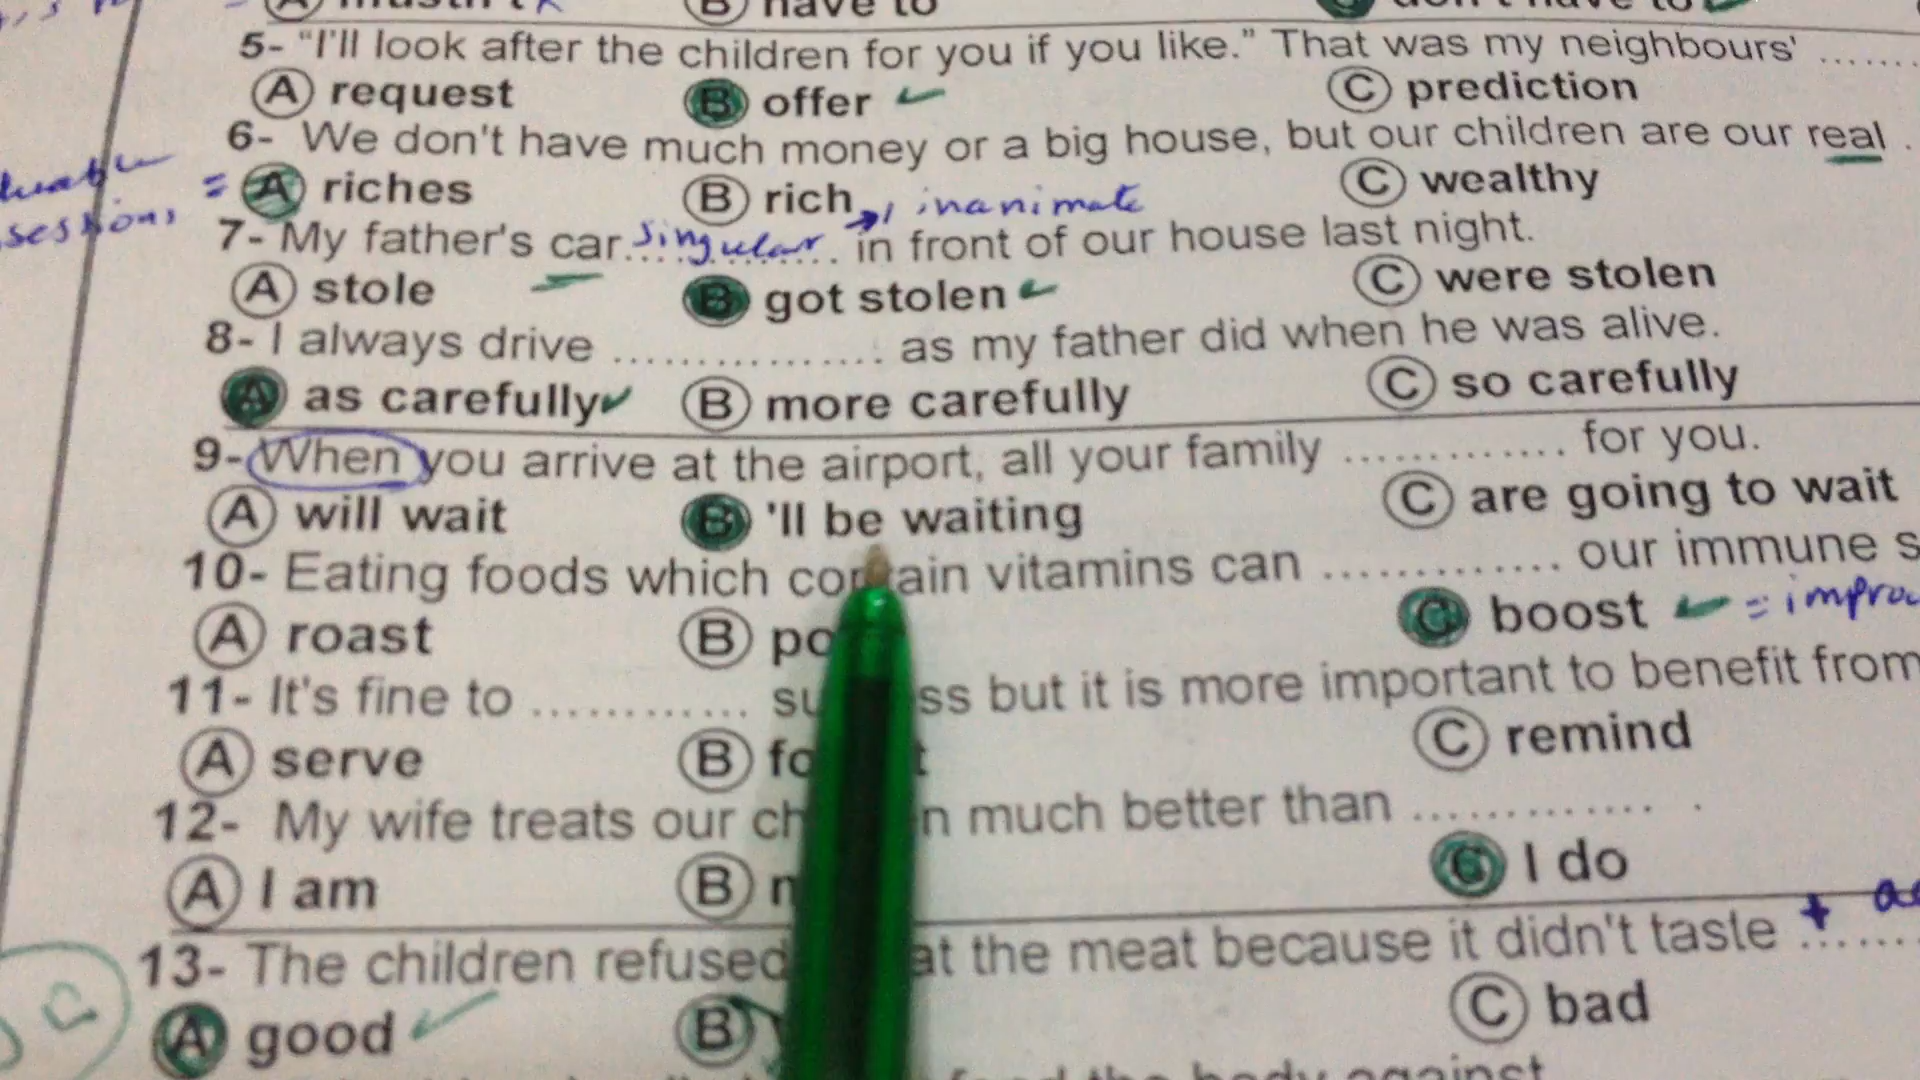 B have to
5- "I'll look after the children for you if you like." That was my neighbours' ........
A request B offer ✓ C prediction
6- We don't have much money or a big house, but our children are our real .
= A riches B rich C wealthy
inanimate
singular
7- My father's car................ in front of our house last night.
A stole B got stolen ✓ C were stolen
8- I always drive ................. as my father did when he was alive.
A as carefully ✓ B more carefully C so carefully
9- When you arrive at the airport, all your family .............. for you.
A will wait B 'll be waiting C are going to wait
10- Eating foods which contain vitamins can ............... our immune
A roast B C boost ✓ =
11- It's fine to ............. but it is more important to benefit from
A serve B C remind
12- My wife treats our much better than ...............
A I am B C I do
13- The children refused the meat because it didn't taste ........
A good ✓ B C bad
the body against